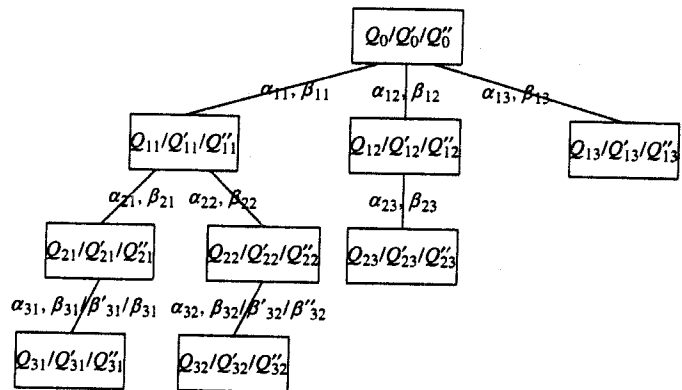 Q₀/Q′₀/Q″₀
α₁₁, β₁₁ α₁₂, β₁₂ α₁₃, β₁₃
Q₁₁/Q′₁₁/Q″₁₁ Q₁₂/Q′₁₂/Q″₁₂ Q₁₃/Q′₁₃/Q″₁₃
α₂₁, β₂₁ α₂₂, β₂₂ α₂₃, β₂₃
Q₂₁/Q′₂₁/Q″₂₁ Q₂₂/Q′₂₂/Q″₂₂ Q₂₃/Q′₂₃/Q″₂₃
α₃₁, β₃₁/β′₃₁/β₃₁ α₃₂, β₃₂/β′₃₂/β″₃₂
Q₃₁/Q′₃₁/Q″₃₁ Q₃₂/Q′₃₂/Q″₃₂